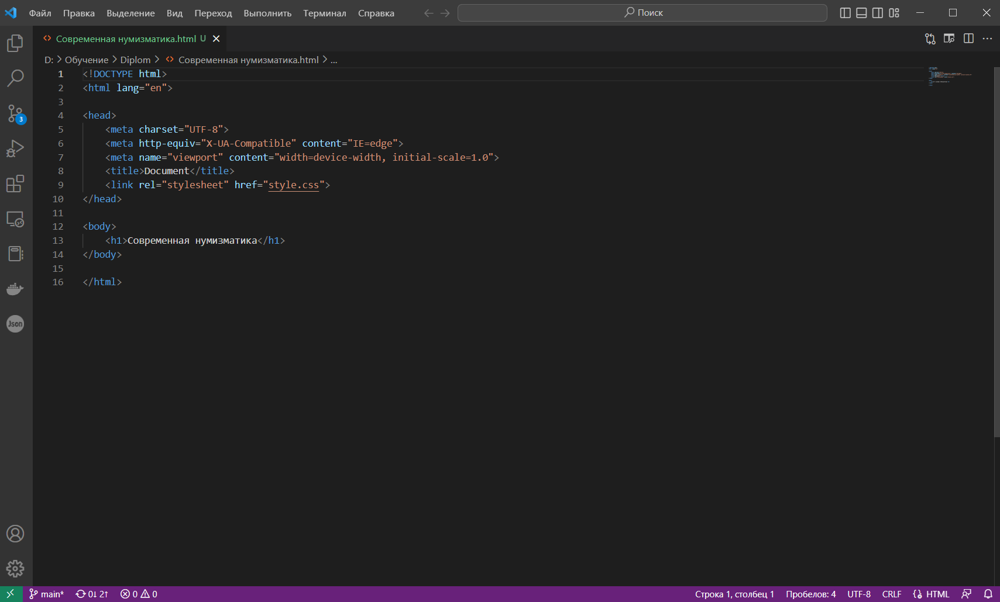 Файл Правка Выделение Вид Переход Выполнить Терминал Справка Поиск
Современная нумизматика.html U
D: > Обучение > Diplom > Современная нумизматика.html > ...
1 <!DOCTYPE html>
2 <html lang="en">
3
4 <head>
5 <meta charset="UTF-8">
6 <meta http-equiv="X-UA-Compatible" content="IE=edge">
7 <meta name="viewport" content="width=device-width, initial-scale=1.0">
8 <title>Document</title>
9 <link rel="stylesheet" href="style.css">
10 </head>
11
12 <body>
13 <h1>Современная нумизматика</h1>
14 </body>
15
16 </html>
3
Json
main* 0↓ 2↑ 0 0 Строка 1, столбец 1 Пробелов: 4 UTF-8 CRLF HTML